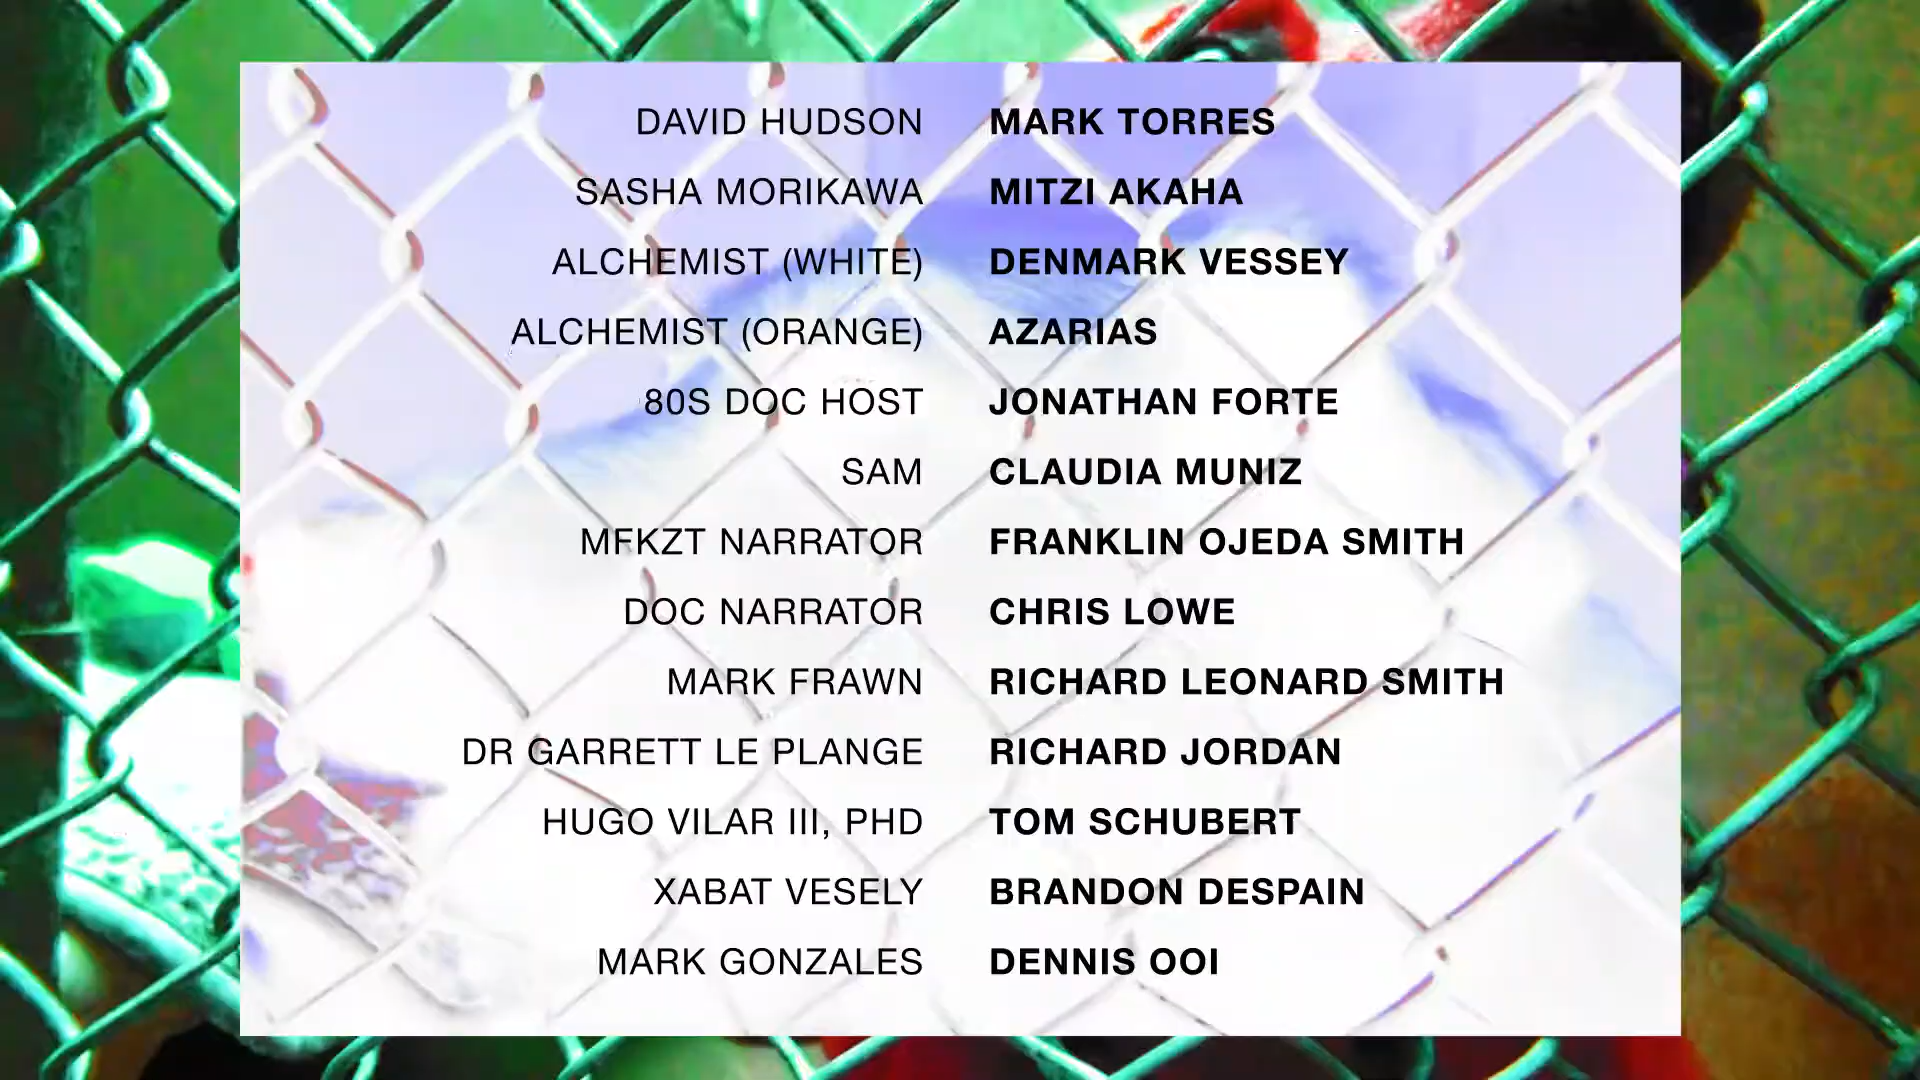 DAVID HUDSON MARK TORRES
SASHA MORIKAWA MITZI AKAHA
ALCHEMIST (WHITE) DENMARK VESSEY
ALCHEMIST (ORANGE) AZARIAS
80S DOC HOST JONATHAN FORTE
SAM CLAUDIA MUNIZ
MFKZT NARRATOR FRANKLIN OJEDA SMITH
DOC NARRATOR CHRIS LOWE
MARK FRAWN RICHARD LEONARD SMITH
DR GARRETT LE PLANGE RICHARD JORDAN
HUGO VILAR III, PHD TOM SCHUBERT
XABAT VESELY BRANDON DESPAIN
MARK GONZALES DENNIS OOI